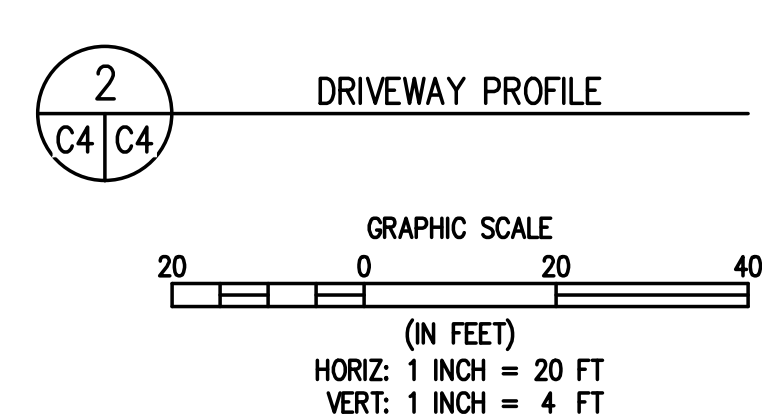 2
C4 C4
DRIVEWAY PROFILE
GRAPHIC SCALE
20 0 20 40
(IN FEET)
HORIZ: 1 INCH = 20 FT
VERT: 1 INCH = 4 FT